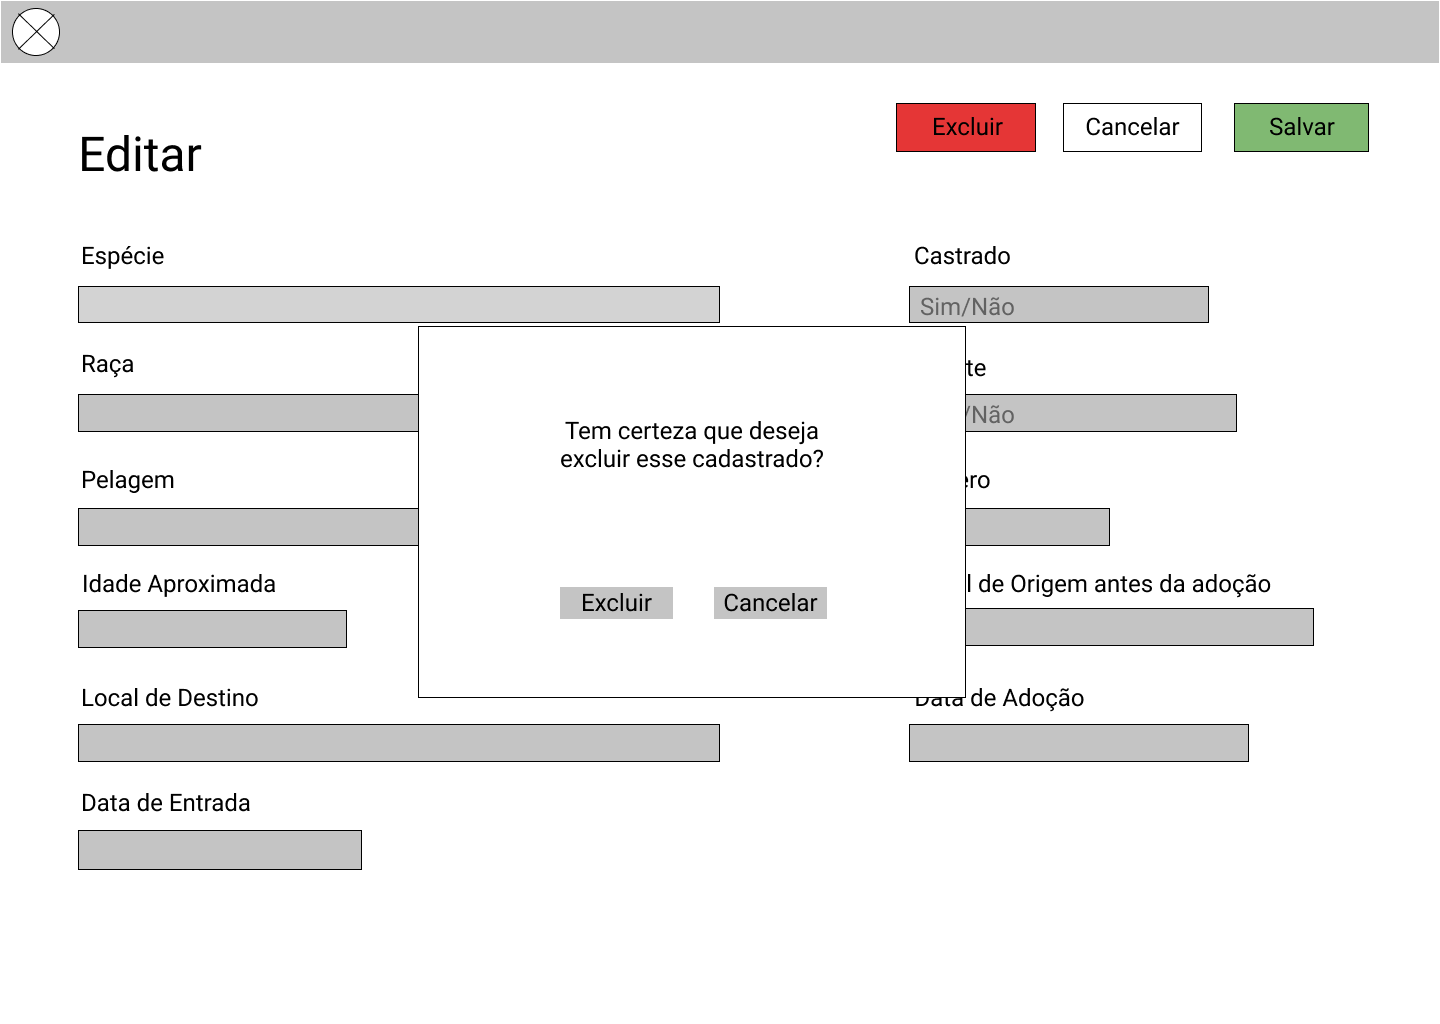 Excluir
Cancelar
Salvar
Editar
Espécie
Castrado
Sim/Não
Raça
te
/Não
Tem certeza que deseja
excluir esse cadastrado?
Pelagem
ero
Idade Aproximada
l de Origem antes da adoção
Excluir
Cancelar
Local de Destino
Data de Adoção
Data de Entrada